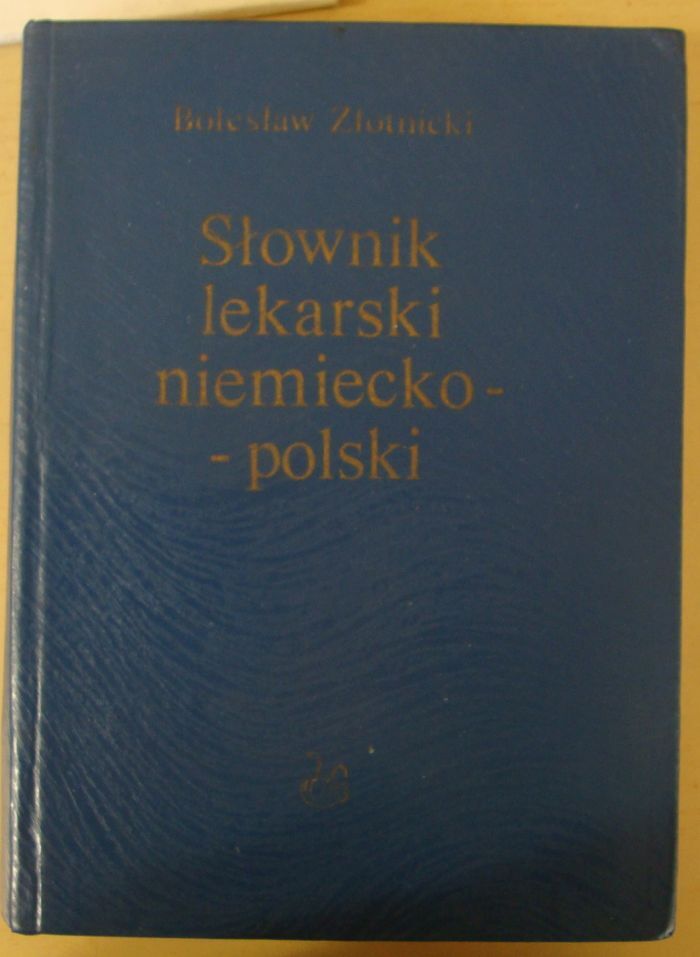 Bolesław Złotnicki
Słownik
lekarski
niemiecko-
-polski